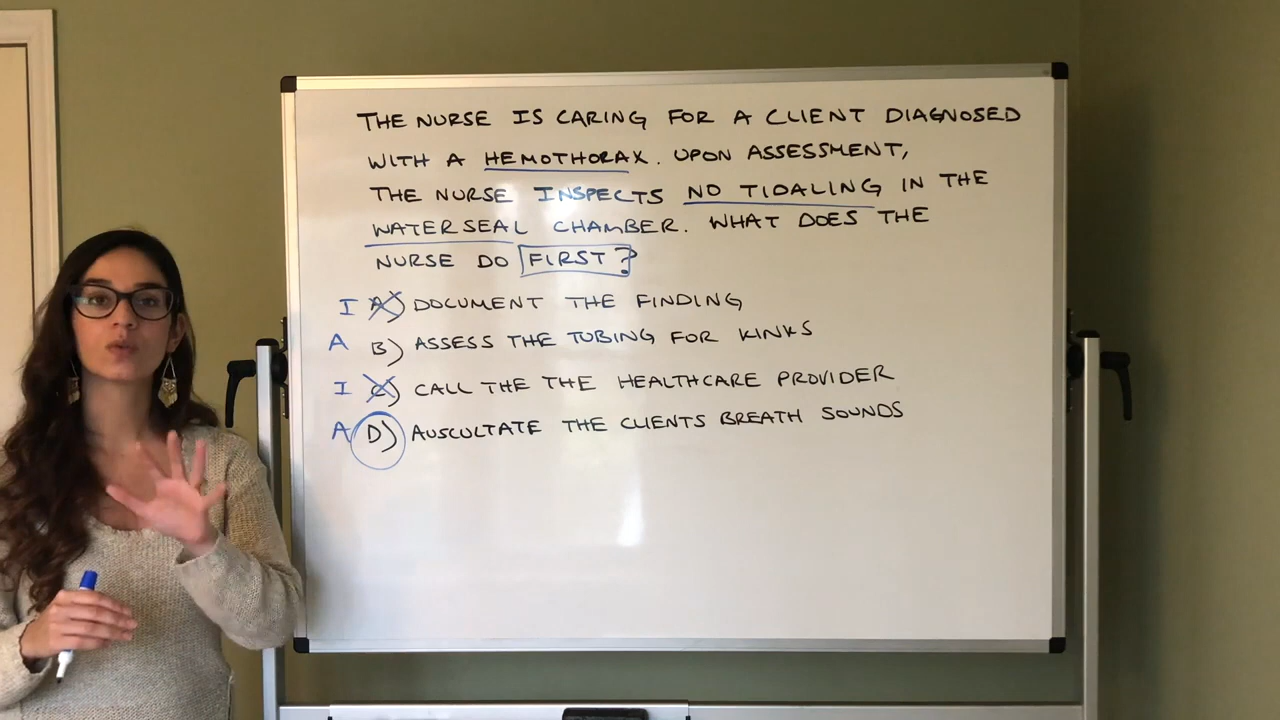 THE NURSE IS CARING FOR A CLIENT DIAGNOSED
WITH A HEMOTHORAX. UPON ASSESSMENT,
THE NURSE INSPECTS NO TIDALING IN THE
WATERSEAL CHAMBER. WHAT DOES THE
NURSE DO FIRST?
I A) DOCUMENT THE FINDING
A B) ASSESS THE TUBING FOR KINKS
I C) CALL THE THE HEALTHCARE PROVIDER
A D) AUSCULTATE THE CLIENTS BREATH SOUNDS